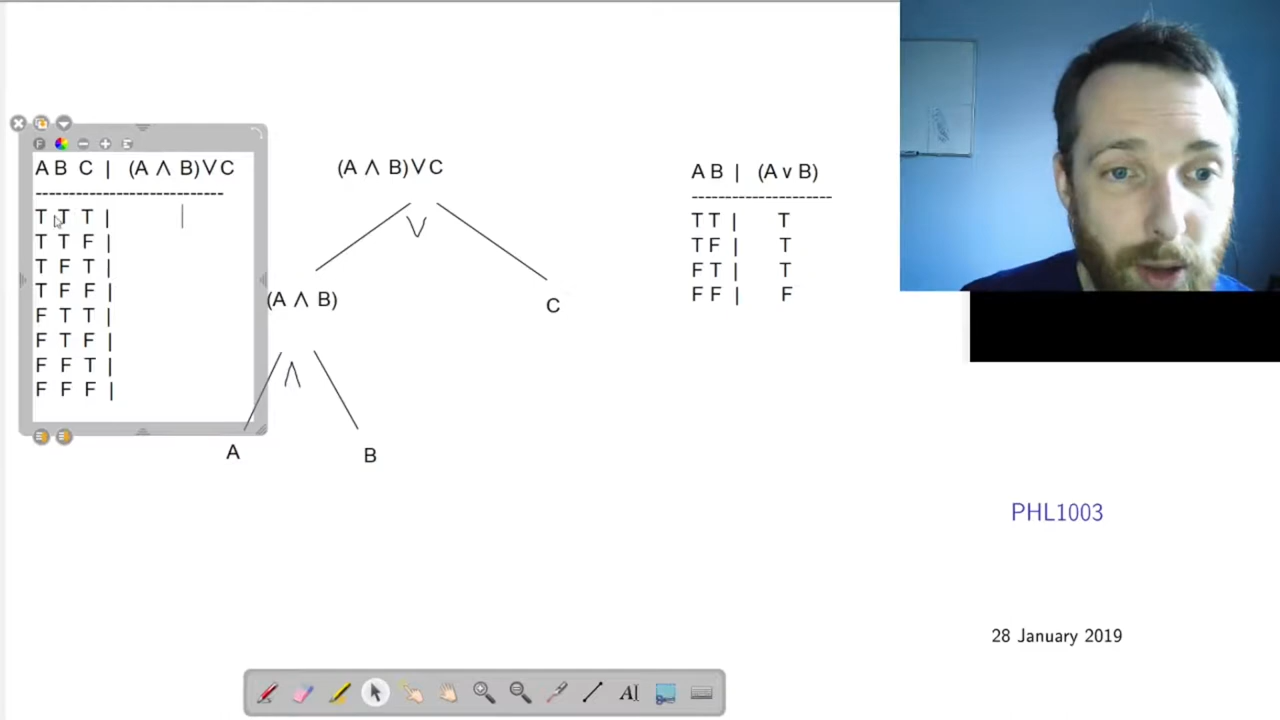 A B C | (A ∧ B)∨C
---------------------------
T T T |
T T F |
T F T |
T F F |
F T T |
F T F |
F F T |
F F F |
(A ∧ B)∨C
∨
(A ∧ B)
C
∧
A
B
A B | (A v B)
--------------------
T T | T
T F | T
F T | T
F F | F
PHL1003
28 January 2019